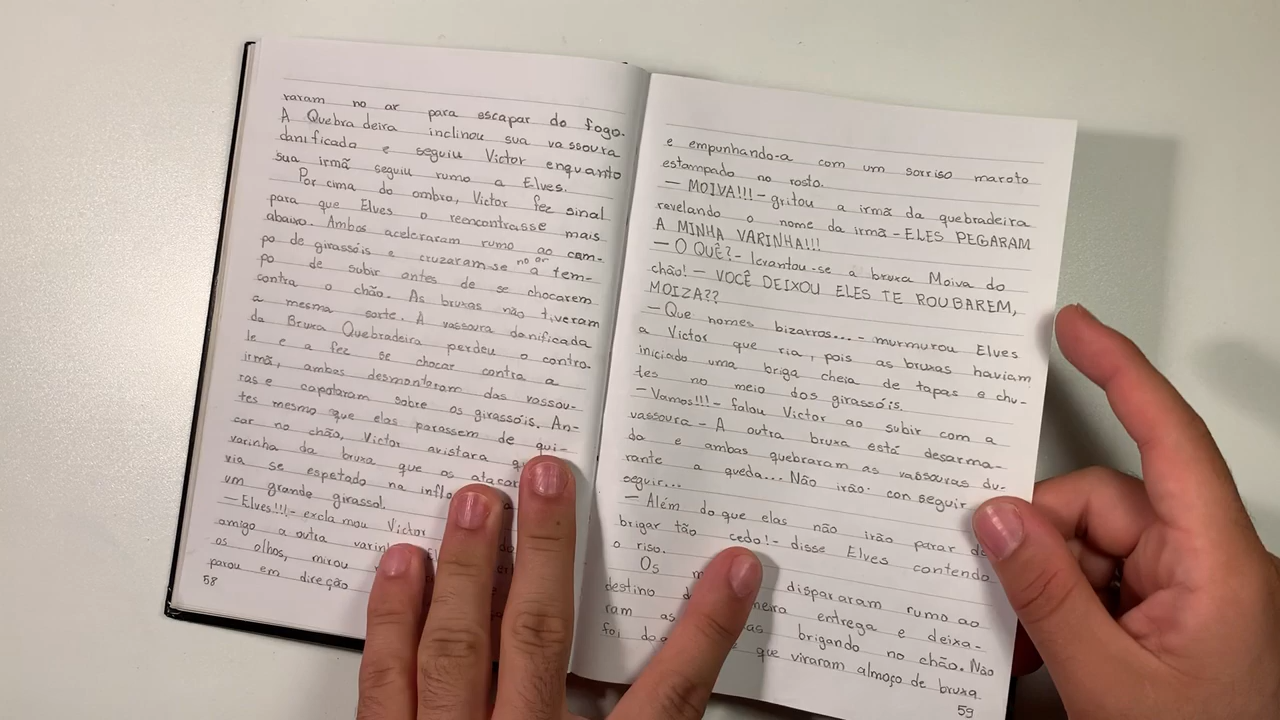 raram no ar para escapar do fogo.
A Quebradeira inclinou sua vassoura
danificada e seguiu Victor enquanto
sua irmã seguiu rumo a Elves.
Por cima do ombro, Victor fez sinal
para que Elves o reencontrasse mais
abaixo. Ambos aceleraram rumo ao cam-
po de girassóis e cruzaram-se no ar a tem-
po de subir antes de se chocarem
contra o chão. As bruxas não tiveram
a mesma sorte. A vassoura danificada
da Bruxa Quebradeira perdeu o contro-
le e a fez se chocar contra a
irmã, ambas desmontaram das vassou-
ras e capotaram sobre os girassóis. An-
tes mesmo que elas parassem de qui-
car no chão, Victor avistara
varinha da bruxa que os atacar
via se espetado na
um grande girassol.
— Elves!!! - exclamou Victor
amigo a outra
os olhos, mirou
parou em direção
58
e empunhando-a com um sorriso maroto
estampado no rosto.
— MOIVA!!! - gritou a irmã da quebradeira
revelando o nome da irmã - ELES PEGARAM
A MINHA VARINHA!!!
— O QUÊ? - levantou-se a bruxa Moiva do
chão! — VOCÊ DEIXOU ELES TE ROUBAREM,
MOIZA??
— Que nomes bizarros... - murmurou Elves
a Victor que ria, pois as bruxas haviam
iniciado uma briga cheia de tapas e chu-
tes no meio dos girassóis.
— Vamos!!! - falou Victor ao subir com a
vassoura - A outra bruxa está desarma-
da e ambas quebraram as vassouras du-
rante a queda... Não irão conseguir
seguir...
— Além do que elas não irão parar de
brigar tão cedo! - disse Elves contendo
o riso.
Os dispararam rumo ao
destino entrega e deixa-
ram as brigando no chão. Não
foi que viraram almoço de bruxa
59